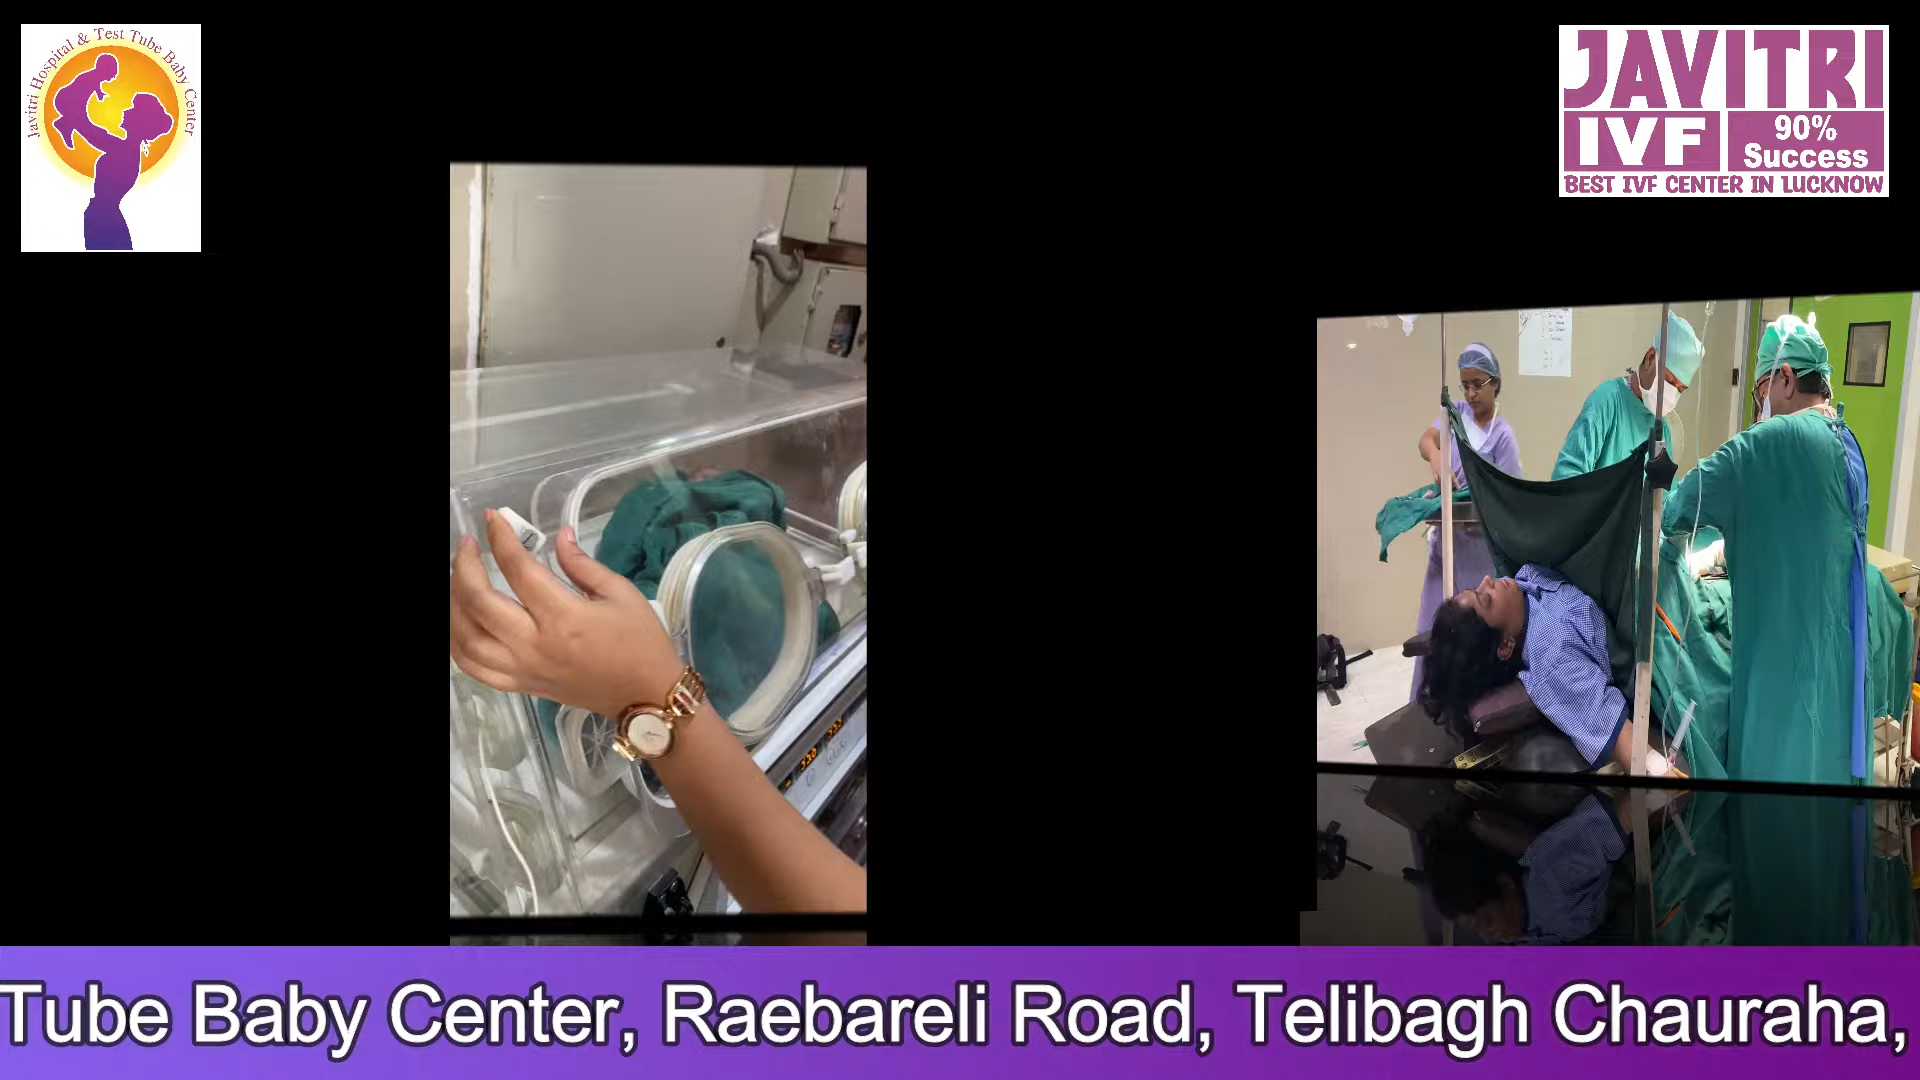 Javitri Hospital & Test Tube Baby Center
JAVITRI
IVF
90%
Success
BEST IVF CENTER IN LUCKNOW
Tube Baby Center, Raebareli Road, Telibagh Chauraha,